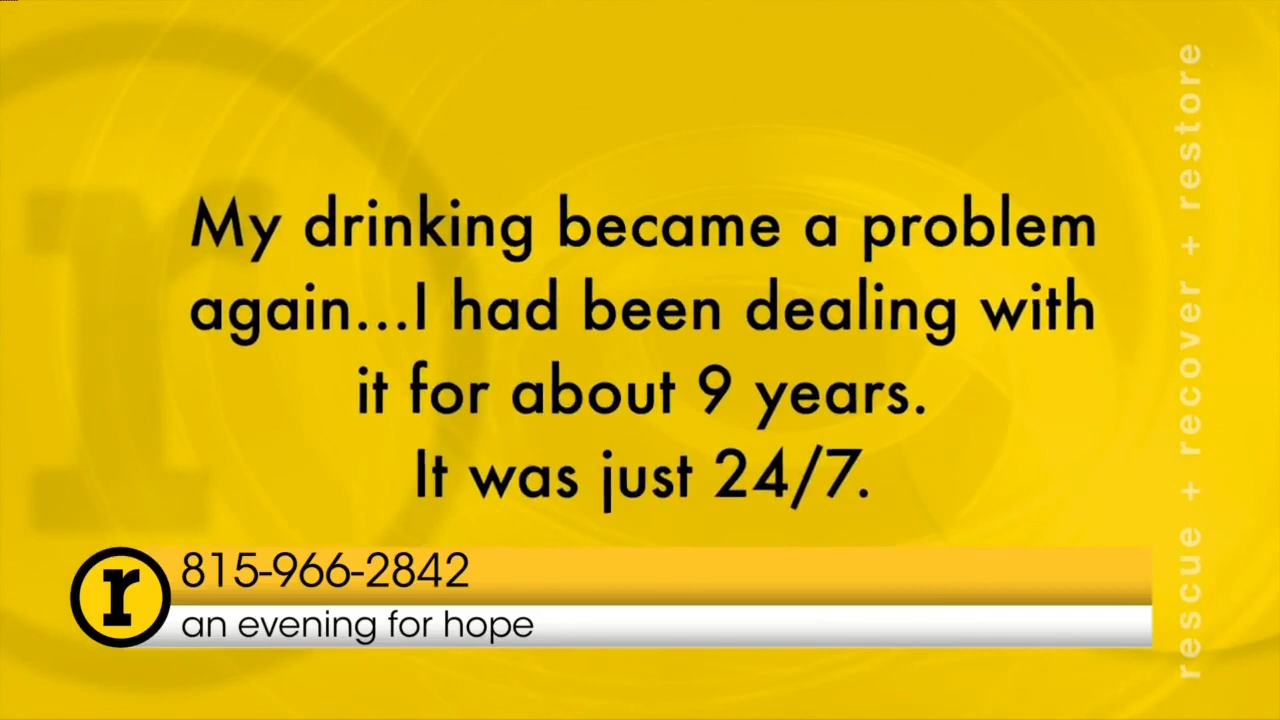 My drinking became a problem
again...I had been dealing with
it for about 9 years.
It was just 24/7.
r
815-966-2842
an evening for hope
rescue + recover + restore
r